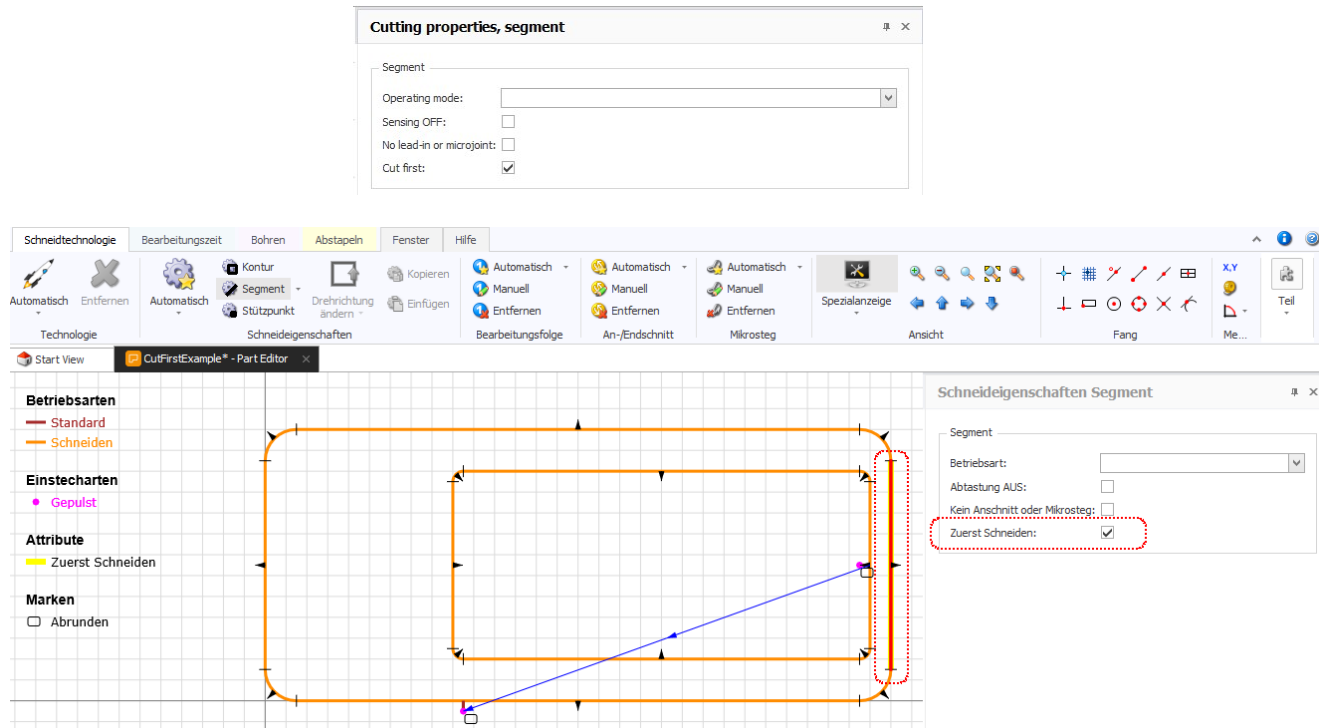 Cutting properties, segment
Segment
Operating mode:
Sensing OFF:
No lead-in or microjoint:
Cut first:
Schneidtechnologie Bearbeitungszeit Bohren Abstapeln Fenster Hilfe
Kontur Kopieren Automatisch Automatisch Automatisch X,Y
Segment Manuell Manuell Manuell
Automatisch Entfernen Automatisch Drehrichtung ändern Spezialanzeige Teil
Stützpunkt Einfügen Entfernen Entfernen Entfernen
Technologie Schneideigenschaften Bearbeitungsfolge An-/Endschnitt Mikrosteg Ansicht Fang Me...
Start View CutFirstExample* - Part Editor
Betriebsarten
Standard
Schneiden
Einstecharten
Gepulst
Attribute
Zuerst Schneiden
Marken
Abrunden
Schneideigenschaften Segment
Segment
Betriebsart:
Abtastung AUS:
Kein Anschnitt oder Mikrosteg:
Zuerst Schneiden: